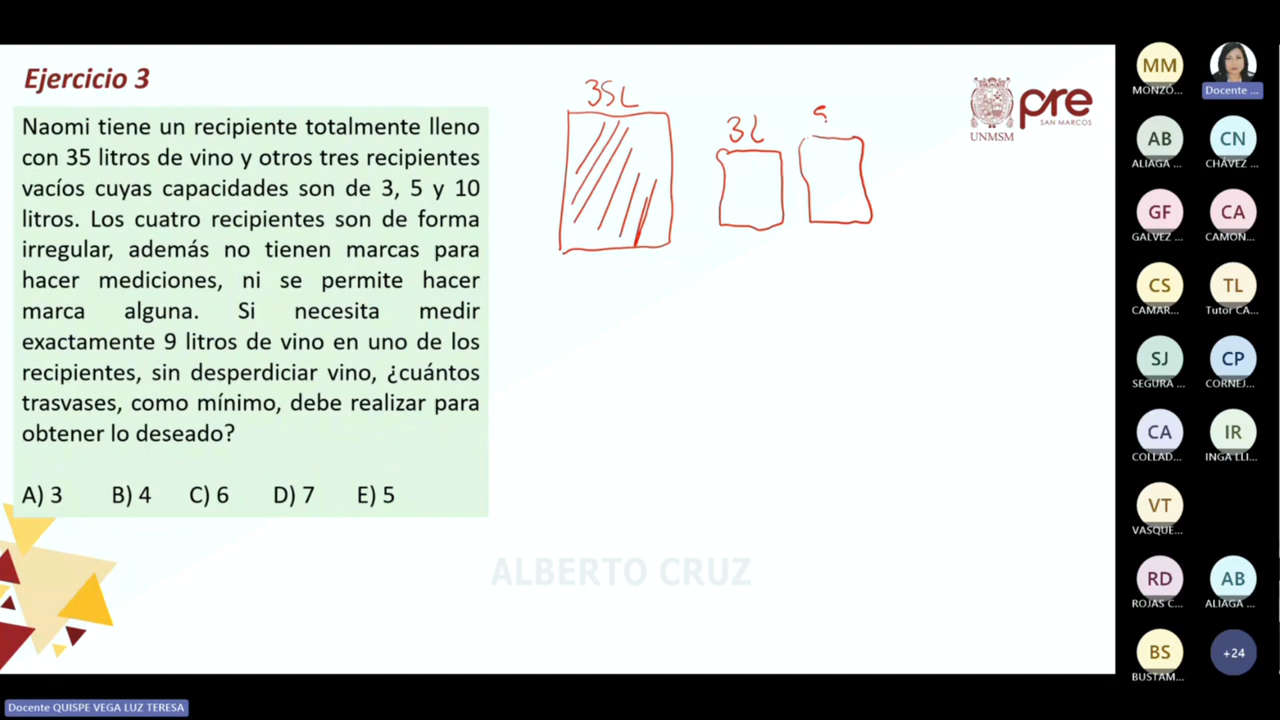 Ejercicio 3
Naomi tiene un recipiente totalmente lleno
con 35 litros de vino y otros tres recipientes
vacíos cuyas capacidades son de 3, 5 y 10
litros. Los cuatro recipientes son de forma
irregular, además no tienen marcas para
hacer mediciones, ni se permite hacer
marca alguna. Si necesita medir
exactamente 9 litros de vino en uno de los
recipientes, sin desperdiciar vino, ¿cuántos
trasvases, como mínimo, debe realizar para
obtener lo deseado?
A) 3 B) 4 C) 6 D) 7 E) 5
35L
3L
UNMSM
pre
SAN MARCOS
ALBERTO CRUZ
MM
MONZÓ...
Docente ...
AB
ALIAGA ...
CN
CHÁVEZ ...
GF
GALVEZ ...
CA
CAMON...
CS
CAMAR...
TL
Tutor CA...
SJ
SEGURA ...
CP
CORNEJ...
CA
COLLAD...
IR
INGA LLI...
VT
VASQUE...
RD
ROJAS C...
AB
ALIAGA ...
BS
BUSTAM...
+24
Docente QUISPE VEGA LUZ TERESA